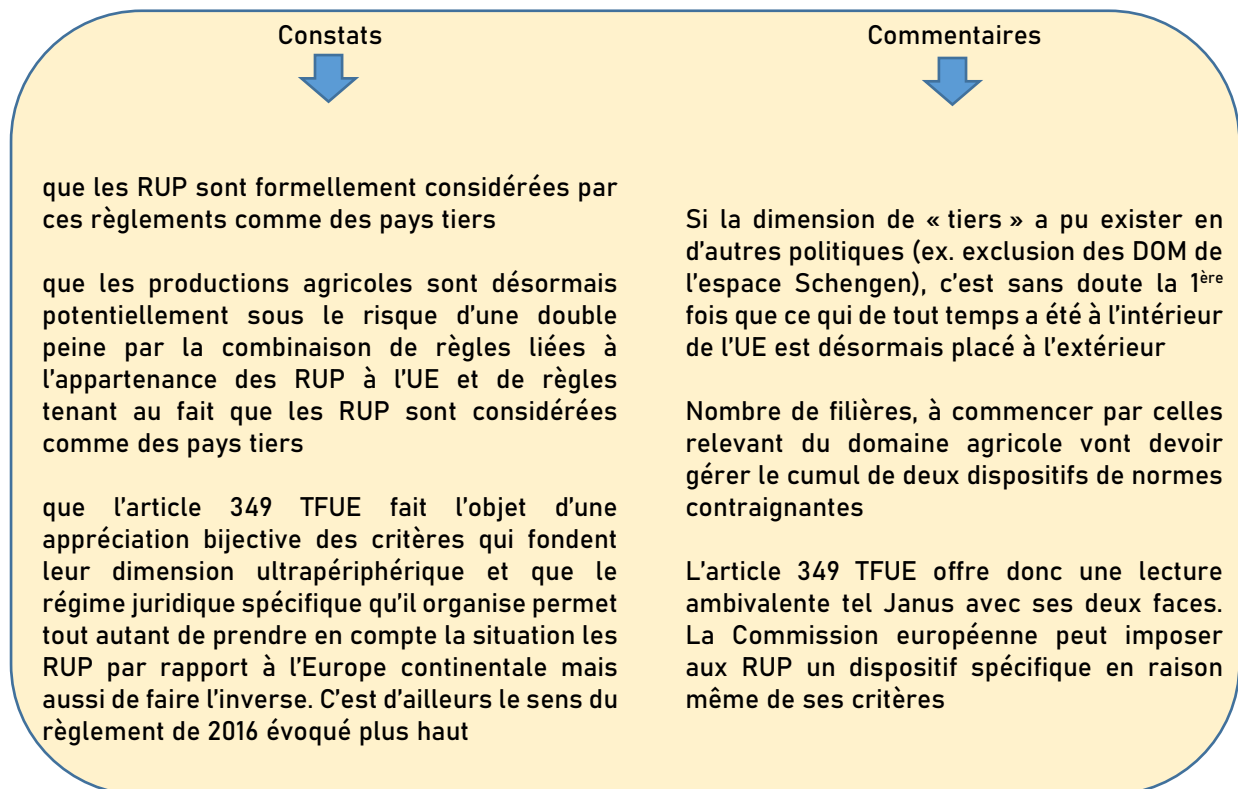 Constats
que les RUP sont formellement considérées par
ces règlements comme des pays tiers
que les productions agricoles sont désormais
potentiellement sous le risque d'une double
peine par la combinaison de règles liées à
l'appartenance des RUP à l'UE et de règles
tenant au fait que les RUP sont considérées
comme des pays tiers
que l'article 349 TFUE fait l'objet d'une
appréciation bijective des critères qui fondent
leur dimension ultrapériphérique et que le
régime juridique spécifique qu'il organise permet
tout autant de prendre en compte la situation les
RUP par rapport à l'Europe continentale mais
aussi de faire l'inverse. C'est d'ailleurs le sens du
règlement de 2016 évoqué plus haut
Commentaires
Si la dimension de « tiers » a pu exister en
d'autres politiques (ex. exclusion des DOM de
l'espace Schengen), c'est sans doute la 1ère
fois que ce qui de tout temps a été à l'intérieur
de l'UE est désormais placé à l'extérieur
Nombre de filières, à commencer par celles
relevant du domaine agricole vont devoir
gérer le cumul de deux dispositifs de normes
contraignantes
L'article 349 TFUE offre donc une lecture
ambivalente tel Janus avec ses deux faces.
La Commission européenne peut imposer
aux RUP un dispositif spécifique en raison
même de ses critères